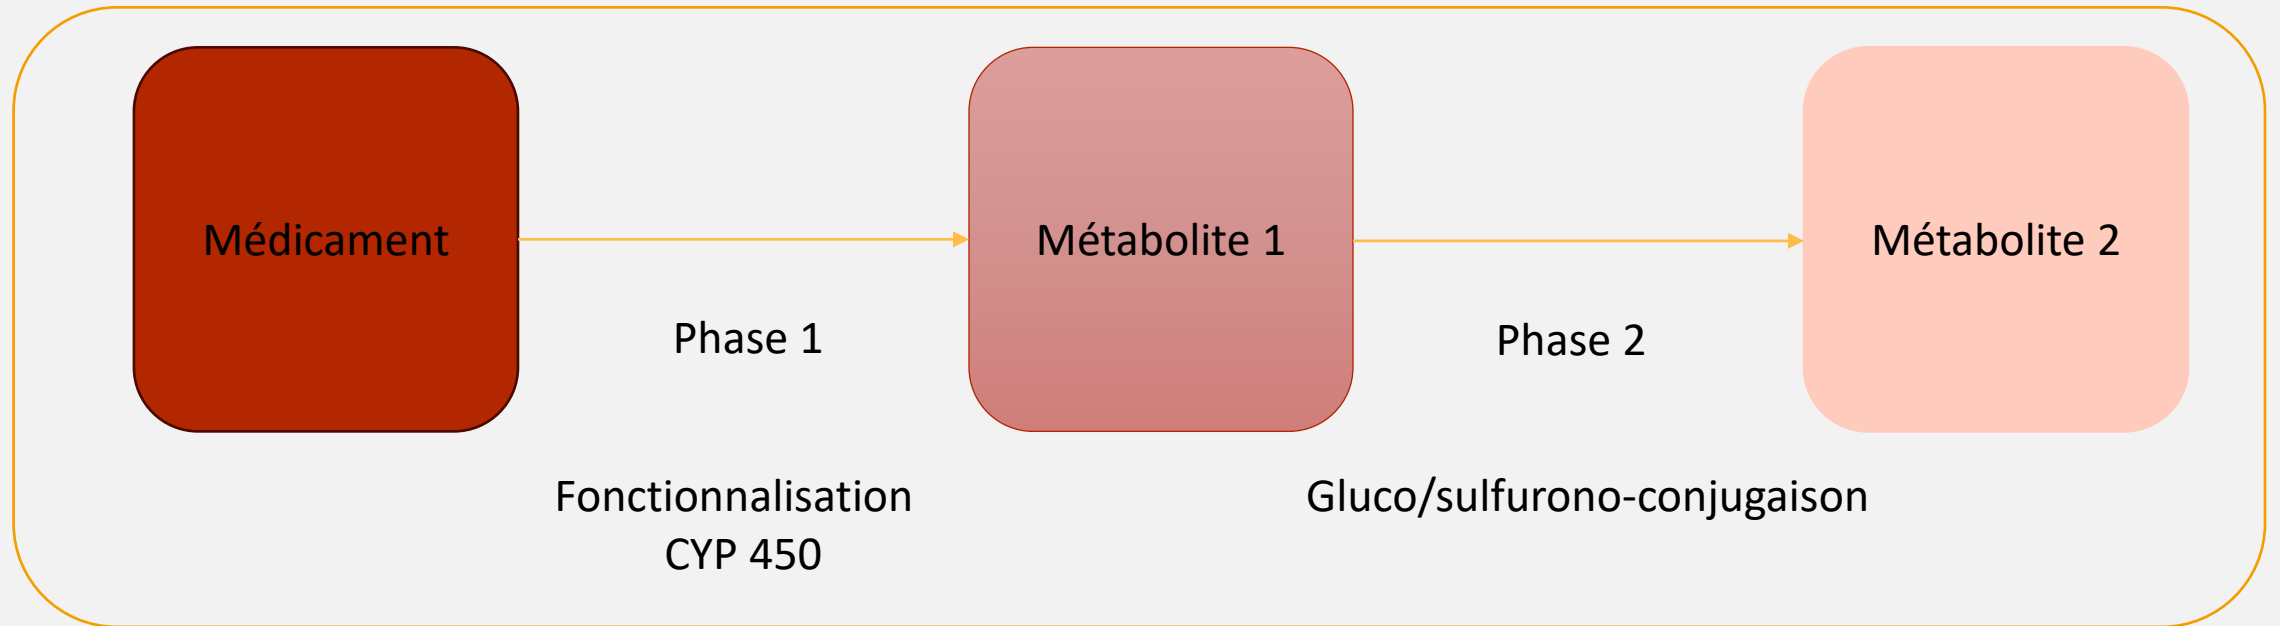 Médicament
Métabolite 1
Métabolite 2
Phase 1
Phase 2
Fonctionnalisation
CYP 450
Gluco/sulfurono-conjugaison